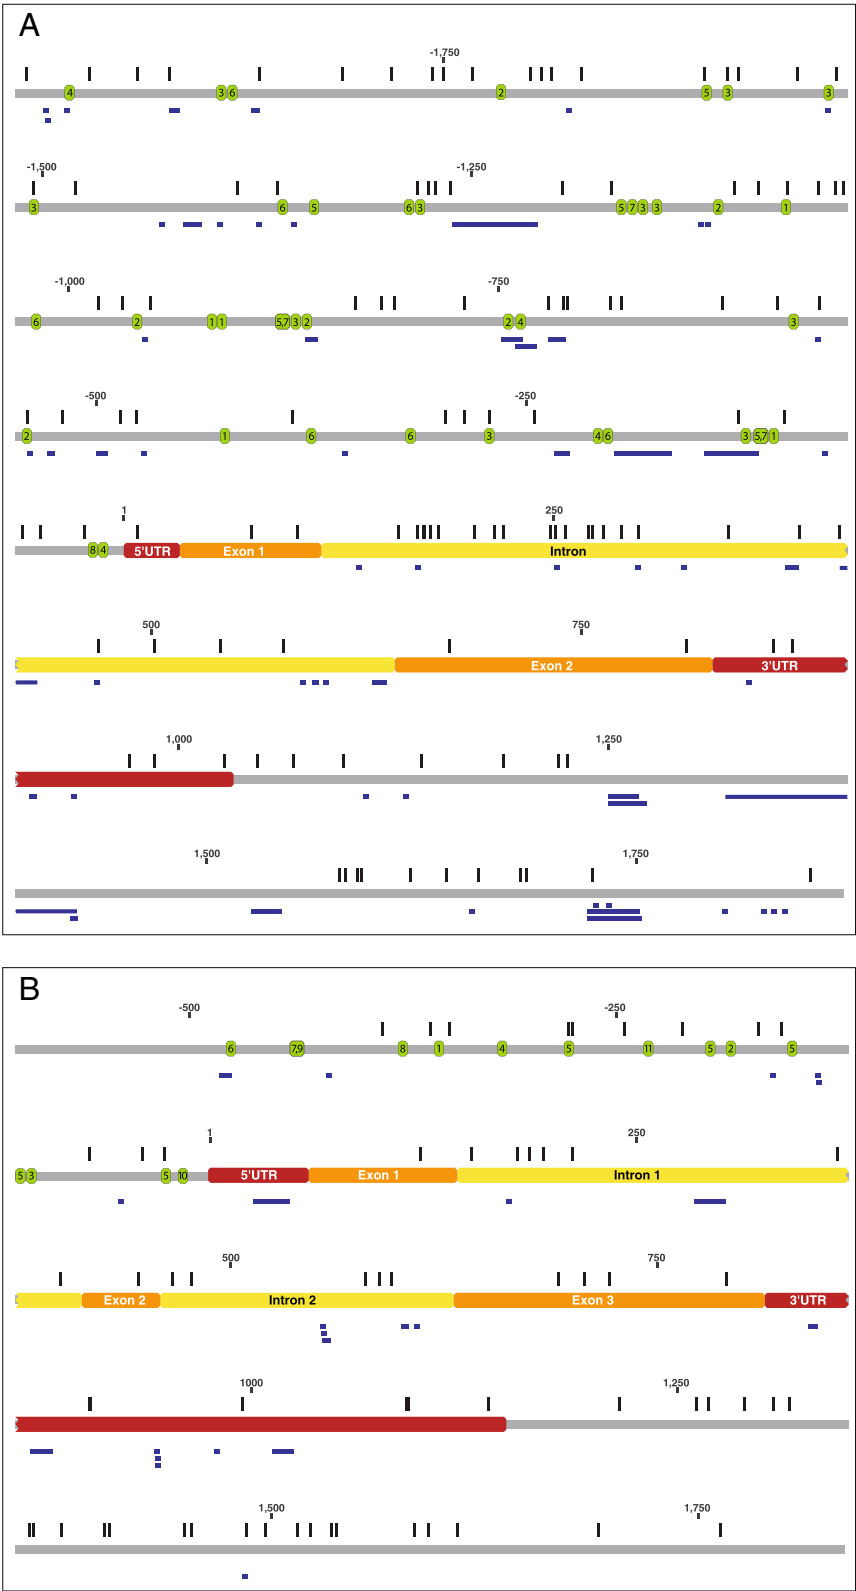 A
-1,750
4 3 6 2 5 3 3
-1,500 -1,250
3 6 5 6 3 5 7 3 3 2 1
-1,000 -750
6 2 1 1 5,7 3 2 2 4 3
-500 -250
2 1 6 6 3 4 6 3 5,7 1
1 250
8 4 5'UTR Exon 1 Intron
500 750
Exon 2 3'UTR
1,000 1,250
1,500 1,750
B
-500 -250
6 7,9 8 1 4 5 11 5 2 5
1 250
5 3 5 10 5'UTR Exon 1 Intron 1
500 750
Exon 2 Intron 2 Exon 3 3'UTR
1000 1,250
1,500 1,750